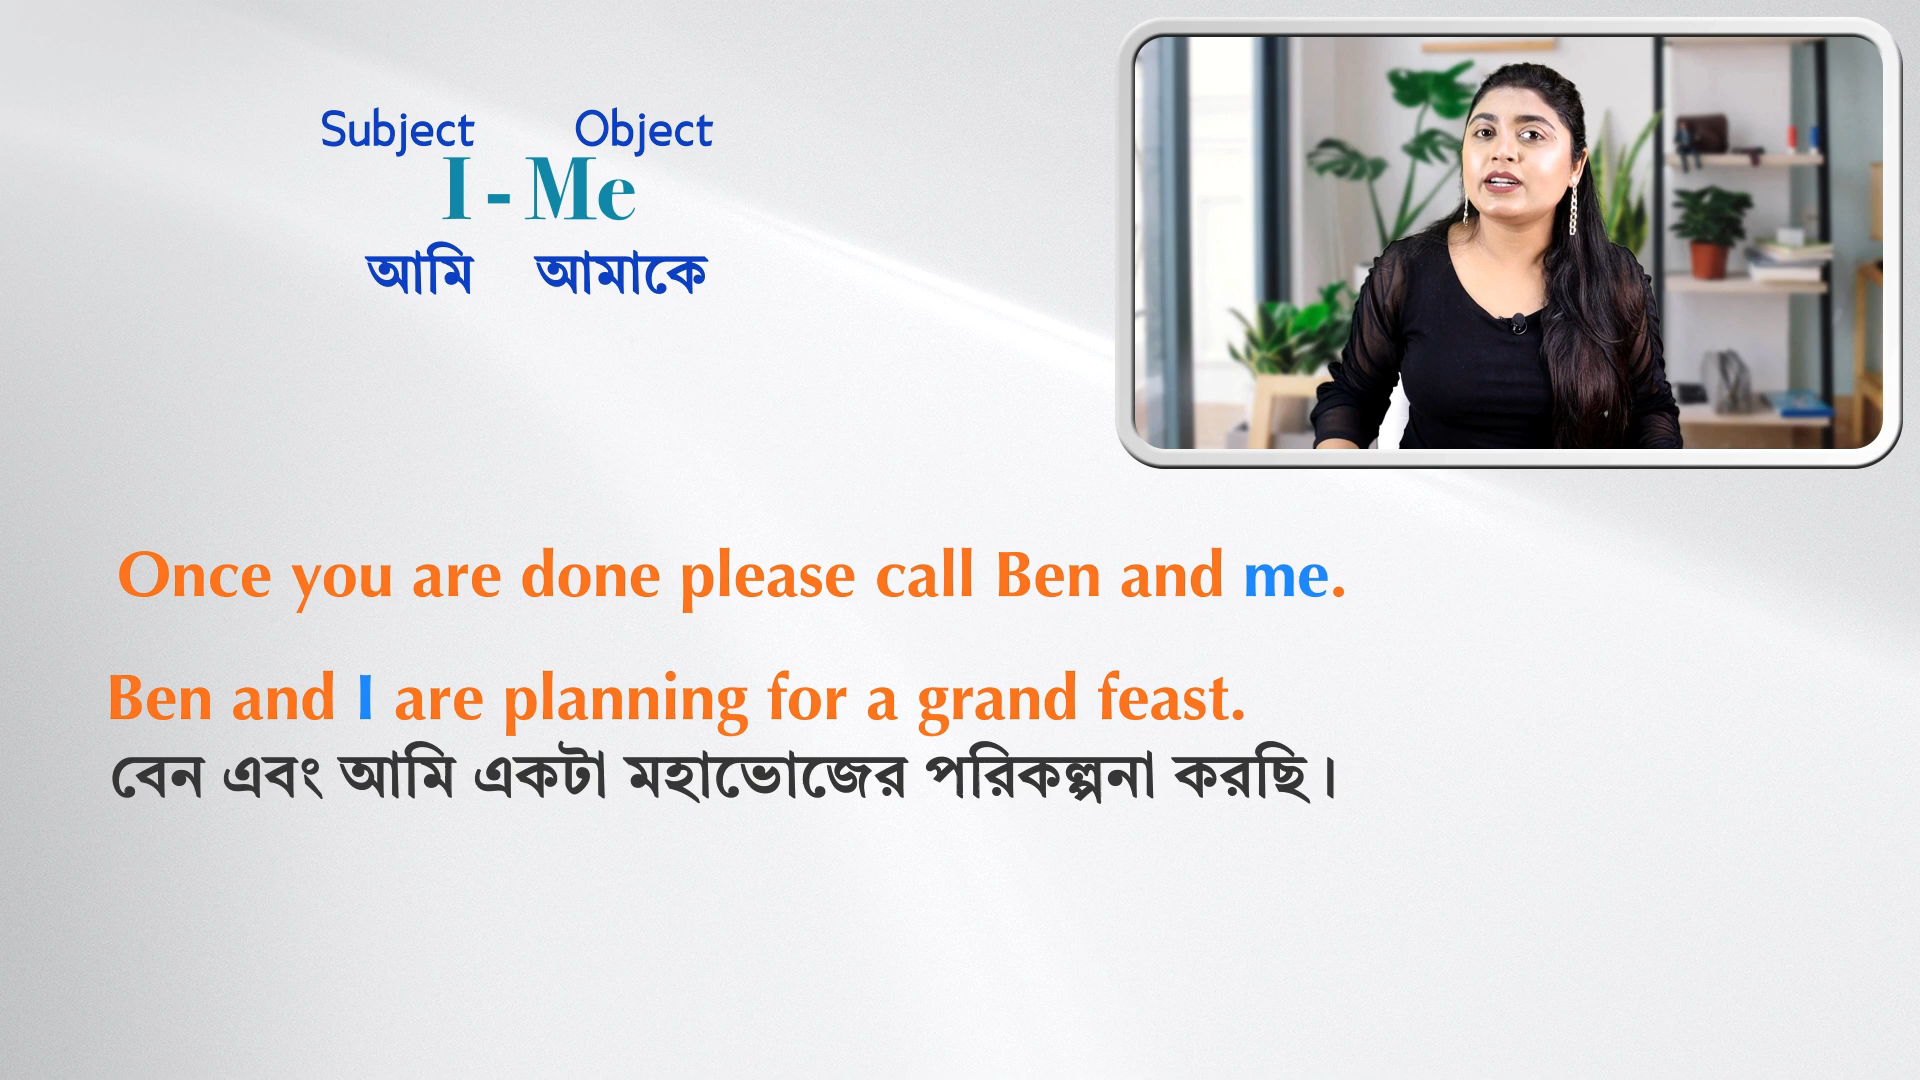 Subject Object
I - Me
আমি আমাকে
Once you are done please call Ben and me.
Ben and I are planning for a grand feast.
বেন এবং আমি একটা মহাভোজের পরিকল্পনা করছি।